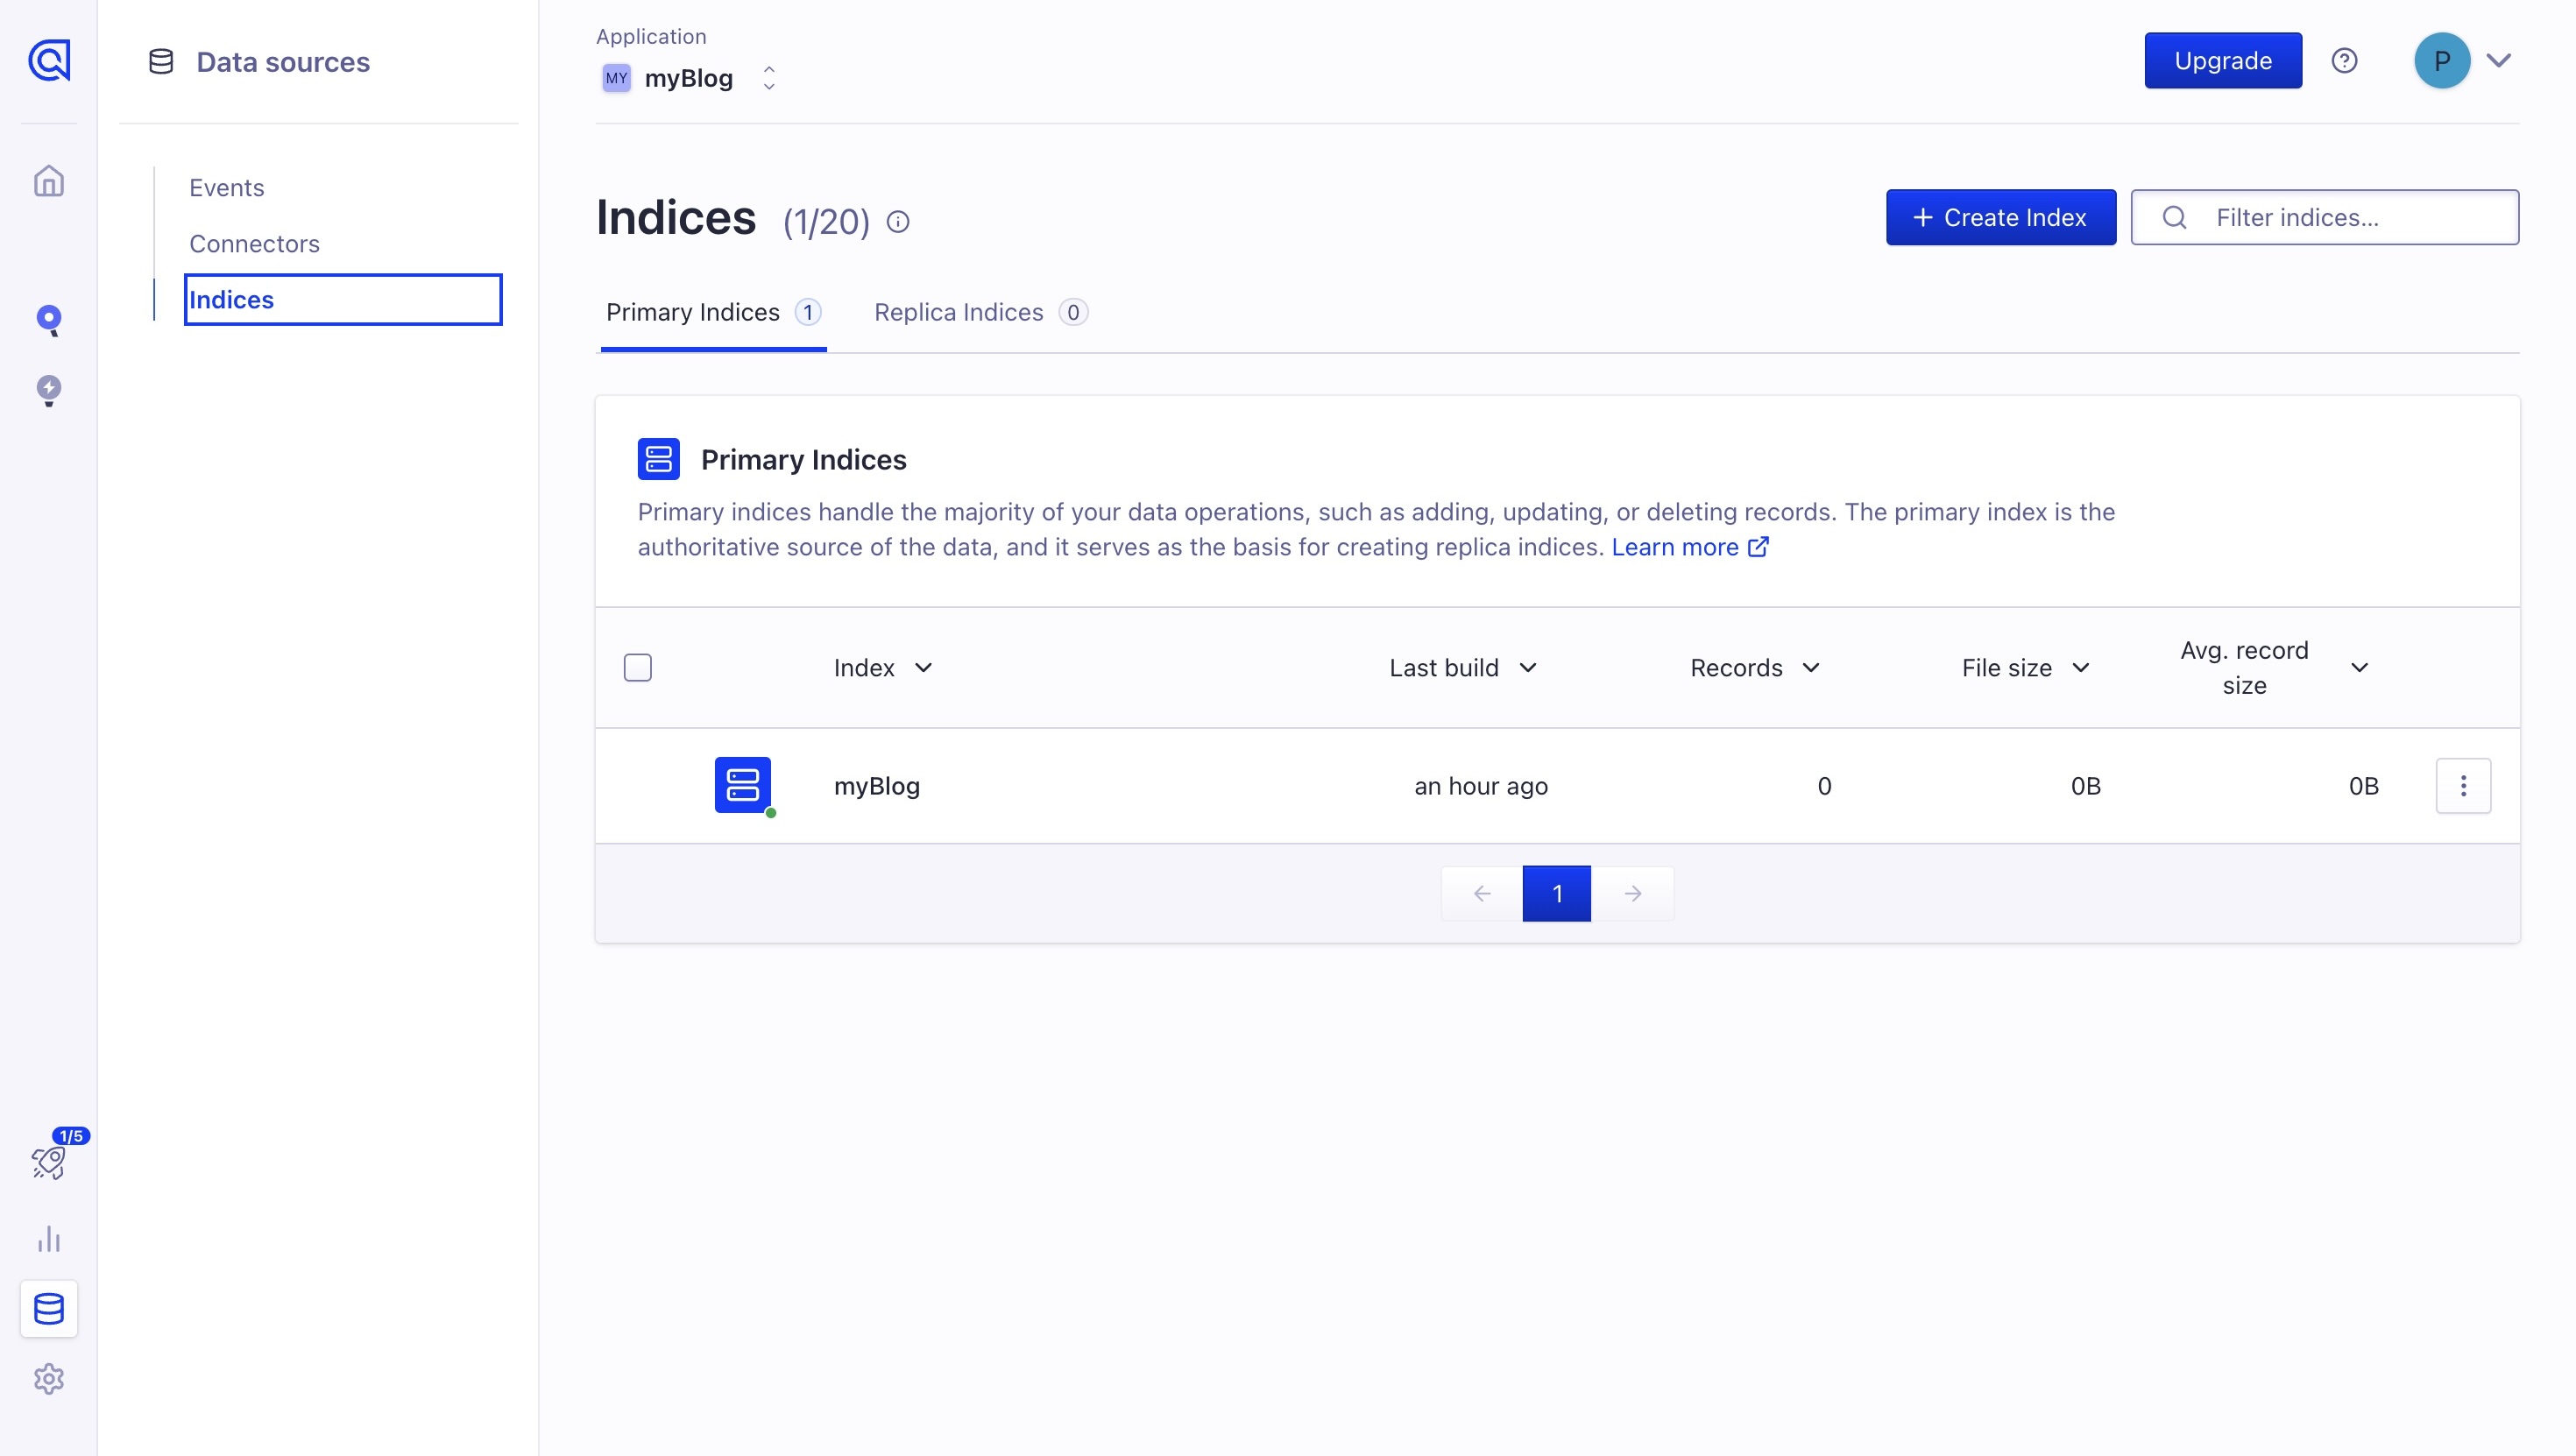 Data sources
Events
Connectors
Indices
1/5
Application
MY myBlog
Upgrade
P
Indices (1/20)
+ Create Index
Filter indices...
Primary Indices 1
Replica Indices 0
Primary Indices
Primary indices handle the majority of your data operations, such as adding, updating, or deleting records. The primary index is the
authoritative source of the data, and it serves as the basis for creating replica indices. Learn more
Index Last build Records File size Avg. record
size
myBlog an hour ago 0 0B 0B
1